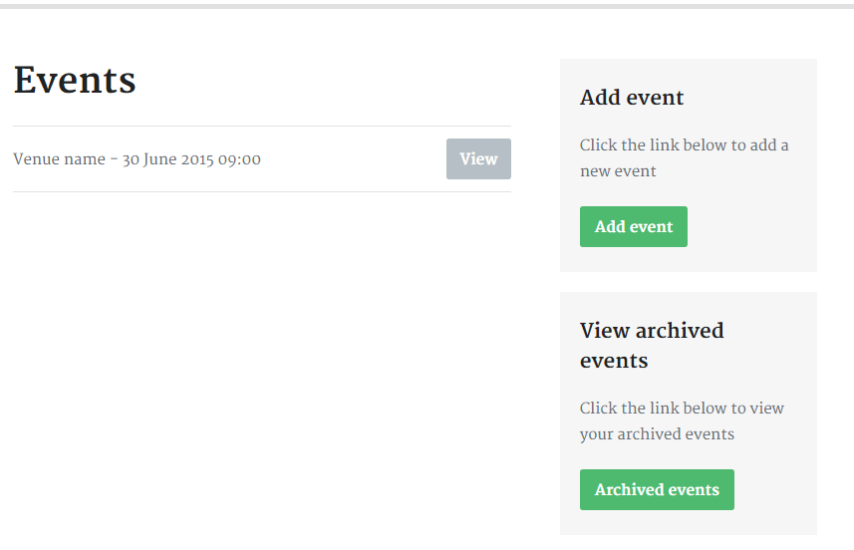 Events
Venue name - 30 June 2015 09:00
View
Add event
Click the link below to add a
new event
Add event
View archived
events
Click the link below to view
your archived events
Archived events